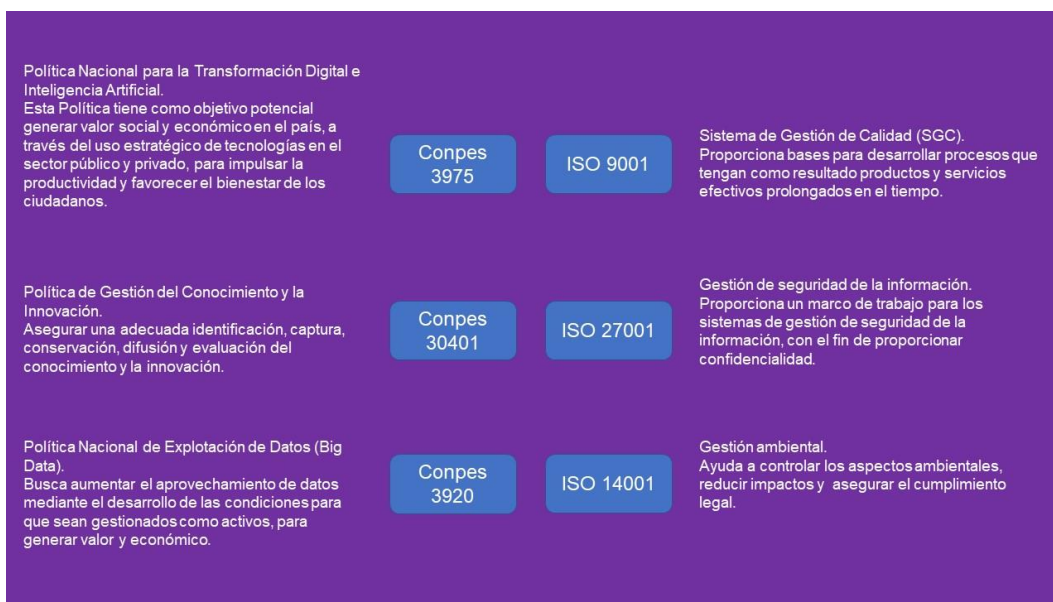 Política Nacional para la Transformación Digital e
Inteligencia Artificial.
Esta Política tiene como objetivo potencial
generar valor social y económico en el país, a
través del uso estratégico de tecnologías en el
sector público y privado, para impulsar la
productividad y favorecer el bienestar de los
ciudadanos.
Conpes
3975
ISO 9001
Sistema de Gestión de Calidad (SGC).
Proporciona bases para desarrollar procesos que
tengan como resultado productos y servicios
efectivos prolongados en el tiempo.
Política de Gestión del Conocimiento y la
Innovación.
Asegurar una adecuada identificación, captura,
conservación, difusión y evaluación del
conocimiento y la innovación.
Conpes
30401
ISO 27001
Gestión de seguridad de la información.
Proporciona un marco de trabajo para los
sistemas de gestión de seguridad de la
información, con el fin de proporcionar
confidencialidad.
Política Nacional de Explotación de Datos (Big
Data).
Busca aumentar el aprovechamiento de datos
mediante el desarrollo de las condiciones para
que sean gestionados como activos, para
generar valor y económico.
Conpes
3920
ISO 14001
Gestión ambiental.
Ayuda a controlar los aspectos ambientales,
reducir impactos y asegurar el cumplimiento
legal.